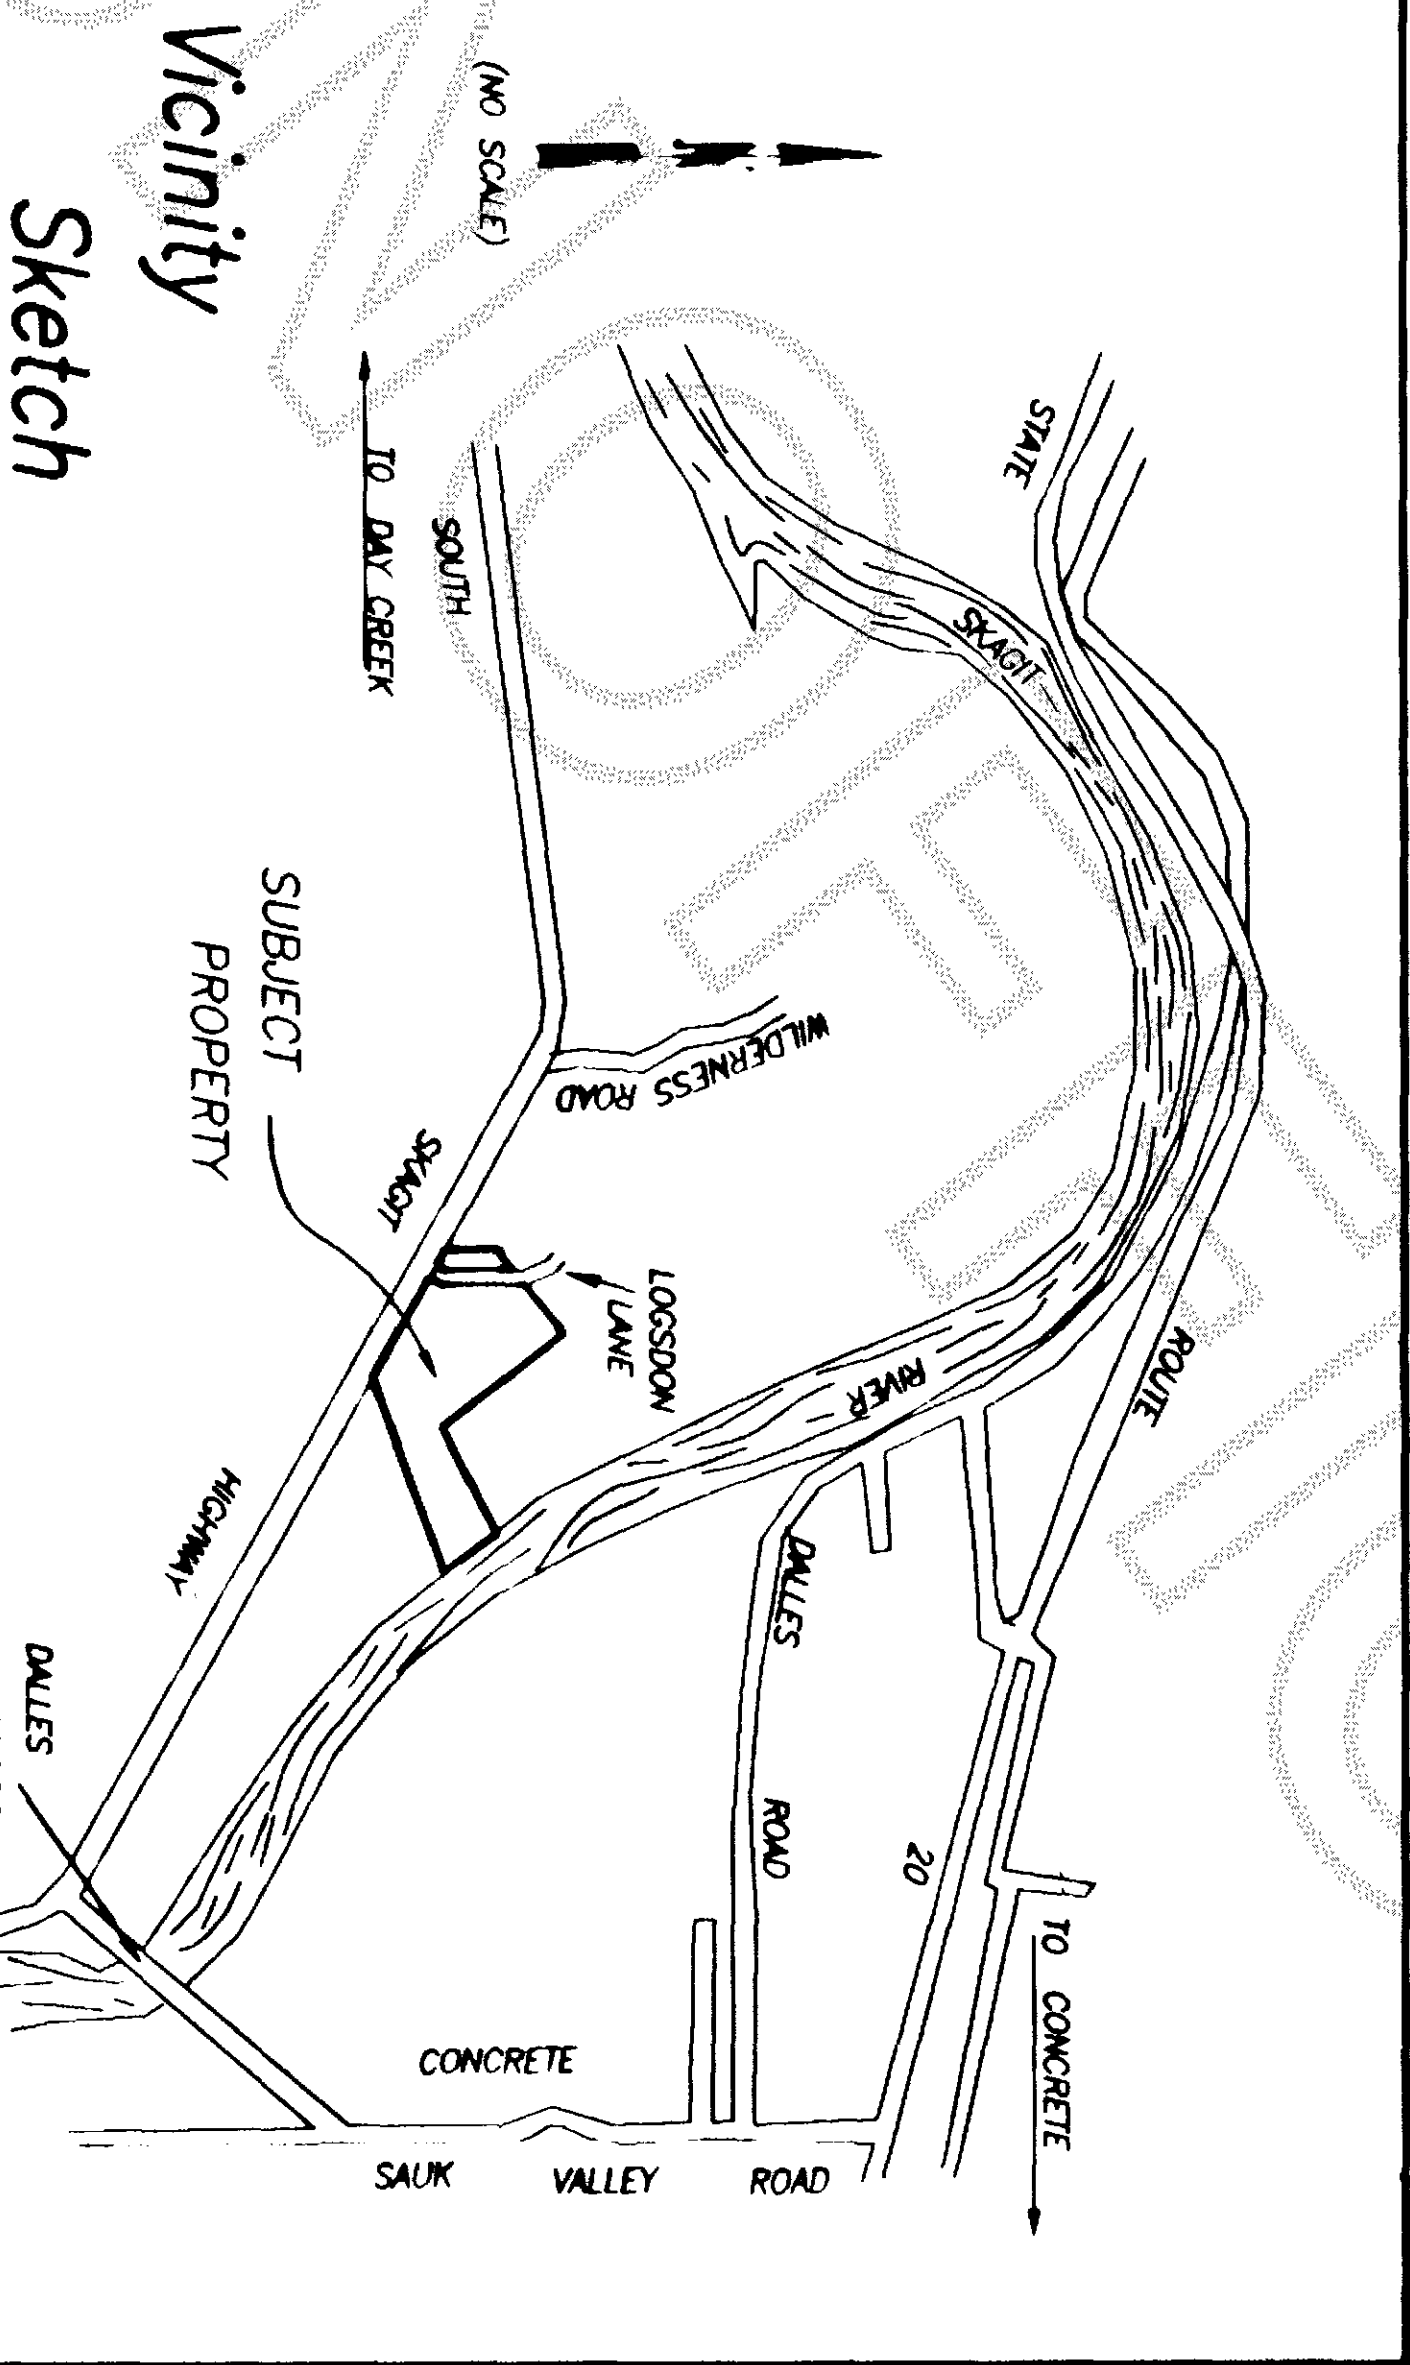 STATE
ROUTE
20
TO CONCRETE
SKAGIT
RIVER
DALLES
ROAD
WILDERNESS ROAD
LOGSDON
LANE
(NO SCALE)
SOUTH
SKAGIT
HIGHWAY
TO DAY CREEK
CONCRETE
SAUK VALLEY ROAD
SUBJECT
PROPERTY
DALLES
Vicinity
Sketch